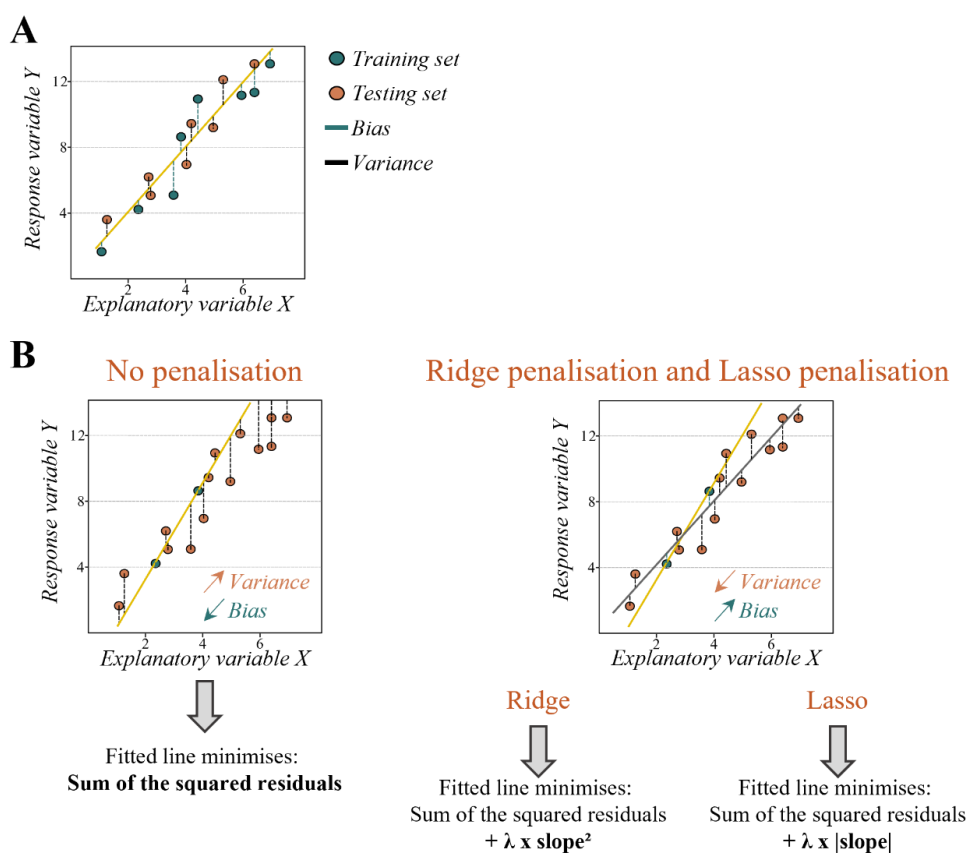 A
Training set
Testing set
Bias
Variance
Response variable Y
12
8
4
2
4
6
Explanatory variable X
B
No penalisation
Ridge penalisation and Lasso penalisation
Response variable Y
12
8
4
Variance
Bias
2
4
6
Explanatory variable X
Response variable Y
12
8
4
Variance
Bias
2
4
6
Explanatory variable X
Fitted line minimises:
Sum of the squared residuals
Ridge
Fitted line minimises:
Sum of the squared residuals
+ λ x slope²
Lasso
Fitted line minimises:
Sum of the squared residuals
+ λ x |slope|